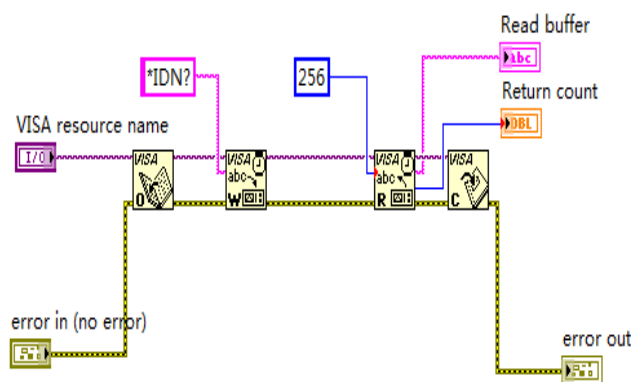 Read buffer
abc
*IDN?
256
Return count
DBL
VISA resource name
I/O
VISA
O
VISA
abc
W
VISA
abc
R
VISA
C
error in (no error)
error out